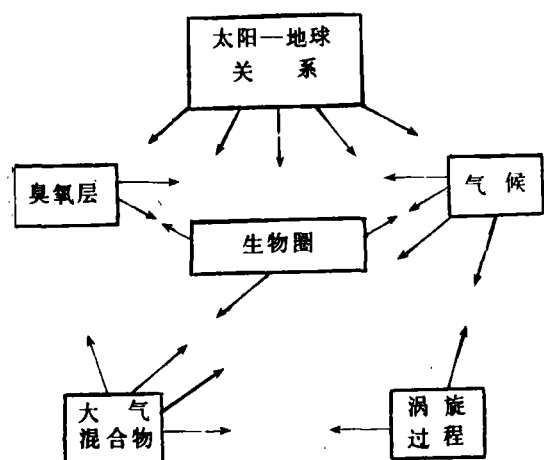 太阳—地球
关系
臭氧层
气候
生物圈
大气
混合物
涡旋
过程